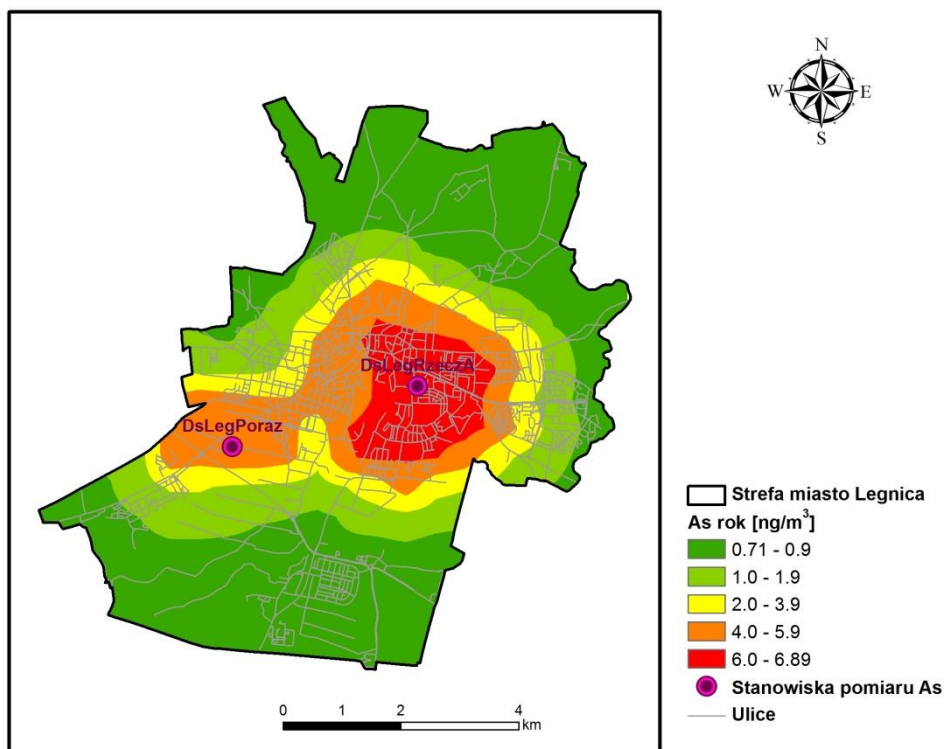 N
W E
S
DsLegRzeczA
DsLegPoraz
Strefa miasto Legnica
As rok [ng/m³]
0.71 - 0.9
1.0 - 1.9
2.0 - 3.9
4.0 - 5.9
6.0 - 6.89
Stanowiska pomiaru As
Ulice
0 1 2 4
km